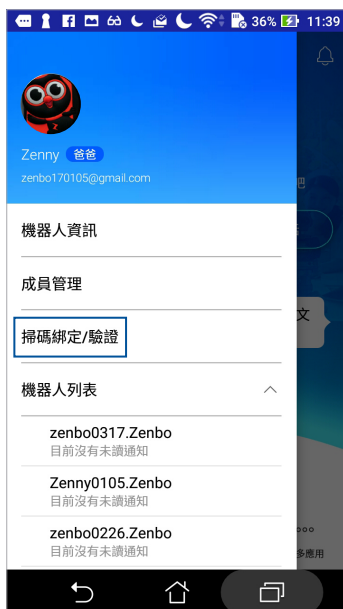 36% 11:39
Zenny 爸爸
zenbo170105@gmail.com
吧
機器人資訊
成員管理
文
掃碼綁定/驗證
機器人列表
zenbo0317.Zenbo
目前沒有未讀通知
Zenny0105.Zenbo
目前沒有未讀通知
zenbo0226.Zenbo
目前沒有未讀通知
多應用